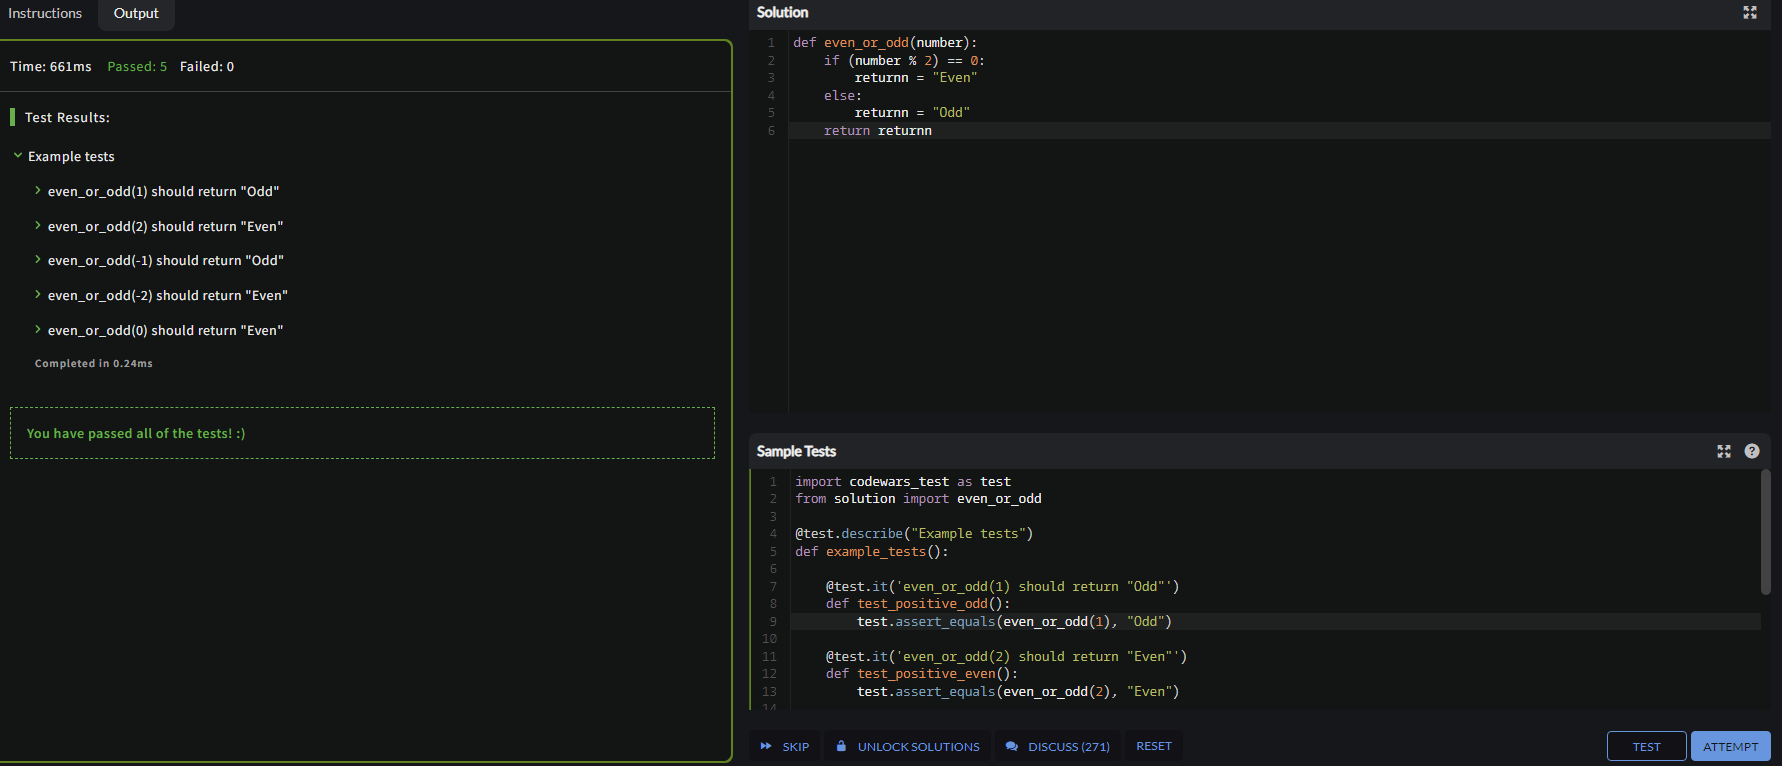 Instructions
Output
Time: 661ms Passed: 5 Failed: 0
Test Results:
Example tests
even_or_odd(1) should return "Odd"
even_or_odd(2) should return "Even"
even_or_odd(-1) should return "Odd"
even_or_odd(-2) should return "Even"
even_or_odd(0) should return "Even"
Completed in 0.24ms
You have passed all of the tests! :)
Solution
1 def even_or_odd(number):
2     if (number % 2) == 0:
3         returnn = "Even"
4     else:
5         returnn = "Odd"
6     return returnn
Sample Tests
?
1 import codewars_test as test
2 from solution import even_or_odd
3
4 @test.describe("Example tests")
5 def example_tests():
6
7     @test.it('even_or_odd(1) should return "Odd"')
8     def test_positive_odd():
9         test.assert_equals(even_or_odd(1), "Odd")
10
11     @test.it('even_or_odd(2) should return "Even"')
12     def test_positive_even():
13         test.assert_equals(even_or_odd(2), "Even")
14
SKIP
UNLOCK SOLUTIONS
DISCUSS (271)
RESET
TEST
ATTEMPT